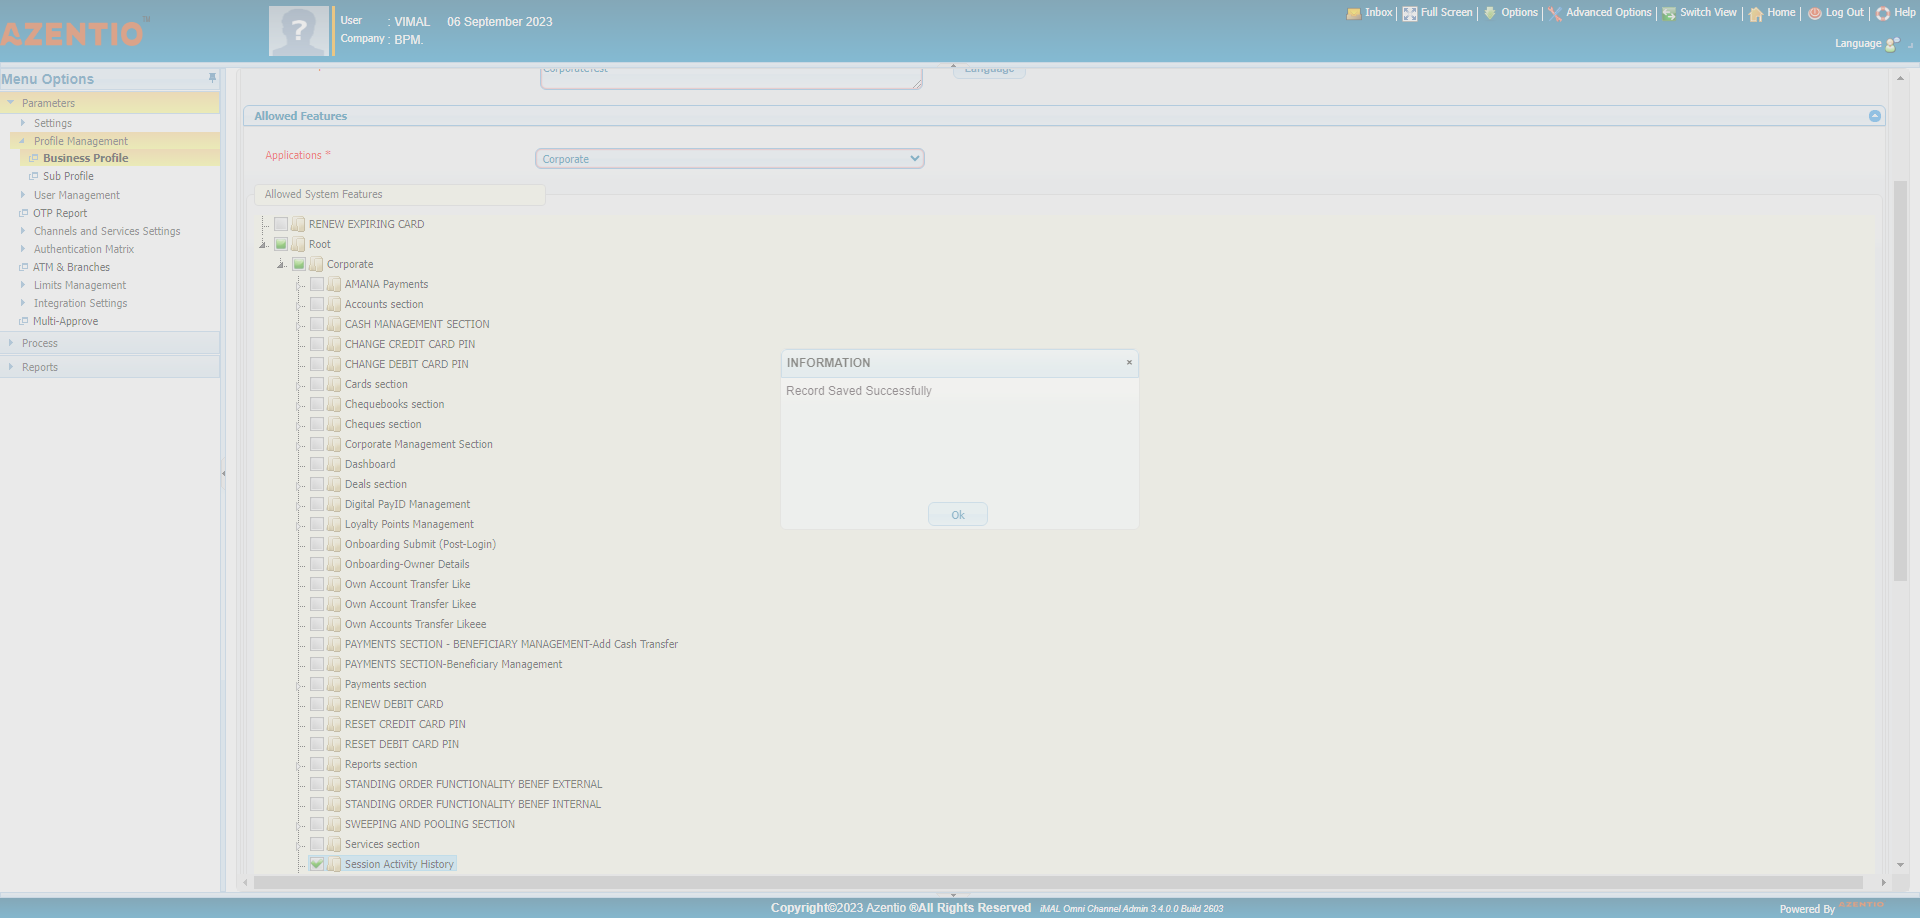 AZENTIO™
User : VIMAL 06 September 2023
Company : BPM.
Inbox Full Screen Options Advanced Options Switch View Home Log Out Help
Language
Menu Options
Parameters
Settings
Profile Management
Business Profile
Sub Profile
User Management
OTP Report
Channels and Services Settings
Authentication Matrix
ATM & Branches
Limits Management
Integration Settings
Multi-Approve
Process
Reports
CorporateTest
Language
Allowed Features
Applications *
Corporate
Allowed System Features
RENEW EXPIRING CARD
Root
Corporate
AMANA Payments
Accounts section
CASH MANAGEMENT SECTION
CHANGE CREDIT CARD PIN
CHANGE DEBIT CARD PIN
Cards section
Chequebooks section
Cheques section
Corporate Management Section
Dashboard
Deals section
Digital PayID Management
Loyalty Points Management
Onboarding Submit (Post-Login)
Onboarding-Owner Details
Own Account Transfer Like
Own Account Transfer Likee
Own Accounts Transfer Likeee
PAYMENTS SECTION - BENEFICIARY MANAGEMENT-Add Cash Transfer
PAYMENTS SECTION-Beneficiary Management
Payments section
RENEW DEBIT CARD
RESET CREDIT CARD PIN
RESET DEBIT CARD PIN
Reports section
STANDING ORDER FUNCTIONALITY BENEF EXTERNAL
STANDING ORDER FUNCTIONALITY BENEF INTERNAL
SWEEPING AND POOLING SECTION
Services section
Session Activity History
INFORMATION
Record Saved Successfully
Ok
Copyright©2023 Azentio ®All Rights Reserved iMAL Omni Channel Admin 3.4.0.0 Build 2603
Powered By AZENTIO